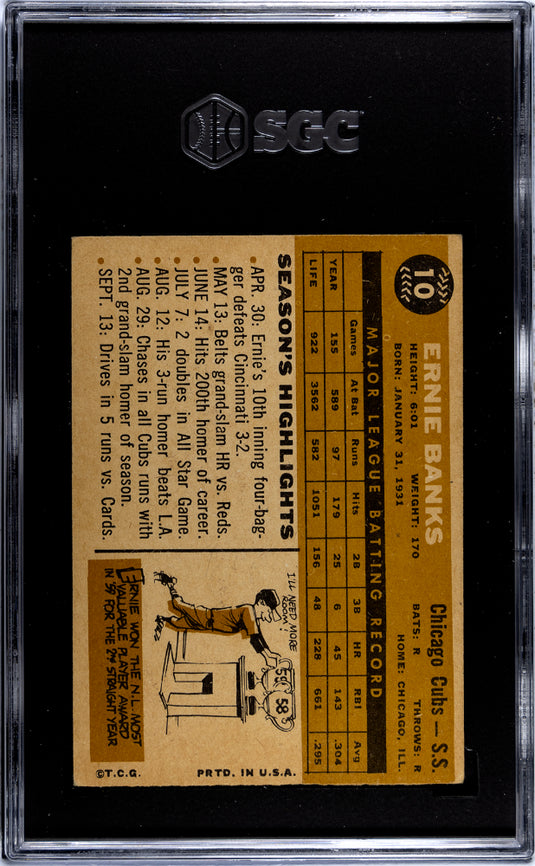 SGC
10
ERNIE BANKS
Chicago Cubs — S.S.
HEIGHT: 6:01 WEIGHT: 170 BATS: R THROWS: R
BORN: JANUARY 31, 1931 HOME: CHICAGO, ILL.
MAJOR LEAGUE BATTING RECORD
Games At Bat Runs Hits 2B 3B HR RBI Avg
YEAR 155 589 97 179 25 6 45 143 .304
LIFE 922 3562 582 1051 156 48 228 661 .295
SEASON'S HIGHLIGHTS
• APR. 30: Ernie's 10th inning four-bag-
ger defeats Cincinnati 3-2.
• MAY 13: Belts grand-slam HR vs. Reds.
• JUNE 14: Hits 200th homer of career.
• JULY 7: 2 doubles in All Star Game.
• AUG. 12: His 3-run homer beats L.A.
• AUG. 29: Chases in all Cubs runs with
2nd grand-slam homer of season.
• SEPT. 13: Drives in 5 runs vs. Cards.
I'LL NEED MORE
ROOM!
58
ERNIE WON THE N.L. MOST
VALUABLE PLAYER AWARD
IN '59 FOR THE 2nd STRAIGHT YEAR
©T.C.G. PRTD. IN U.S.A.